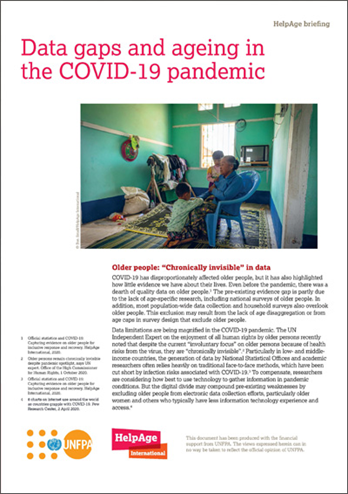 HelpAge briefing
Data gaps and ageing in
the COVID-19 pandemic
Older people: “Chronically invisible” in data
COVID-19 has disproportionately affected older people, but it has also highlighted
how little evidence we have about their lives. Even before the pandemic, there was a
dearth of quality data on older people.¹ The pre-existing evidence gap is partly due
to the lack of age-specific research, including national surveys of older people. In
addition, most population-wide data collection and household surveys also overlook
older people. This exclusion may result from the lack of age disaggregation or from
age caps in survey design that exclude older people.
Data limitations are being magnified in the COVID-19 pandemic. The UN
Independent Expert on the enjoyment of all human rights by older persons recently
noted that despite the current “involuntary focus” on older persons because of health
risks from the virus, they are “chronically invisible”.² Particularly in low- and middle-
income countries, the generation of data by National Statistical Offices and academic
researchers often relies heavily on traditional face-to-face methods, which have been
cut short by infection risks associated with COVID-19.³ To compensate, researchers
are considering how best to use technology to gather information in pandemic
conditions. But the digital divide may compound pre-existing weaknesses by
excluding older people from electronic data collection efforts, particularly older
women and others who typically have less information technology experience and
access.⁴
Official statistics and COVID-19:
Capturing evidence on older people for
inclusive response and recovery, HelpAge
International, 2020
Older persons remain chronically invisible
despite pandemic spotlight, says UN
expert, Office of the High Commissioner
for Human Rights, 1 October 2020.
Official statistics and COVID-19:
Capturing evidence on older people for
inclusive response and recovery, HelpAge
International, 2020
8 charts on internet use around the world
as countries grapple with COVID-19, Pew
Research Center, 2 April 2020.
UNFPA
HelpAge
International
This document has been produced with the financial
support from UNFPA. The views expressed herein can in
no way be taken to reflect the official opinion of UNFPA.